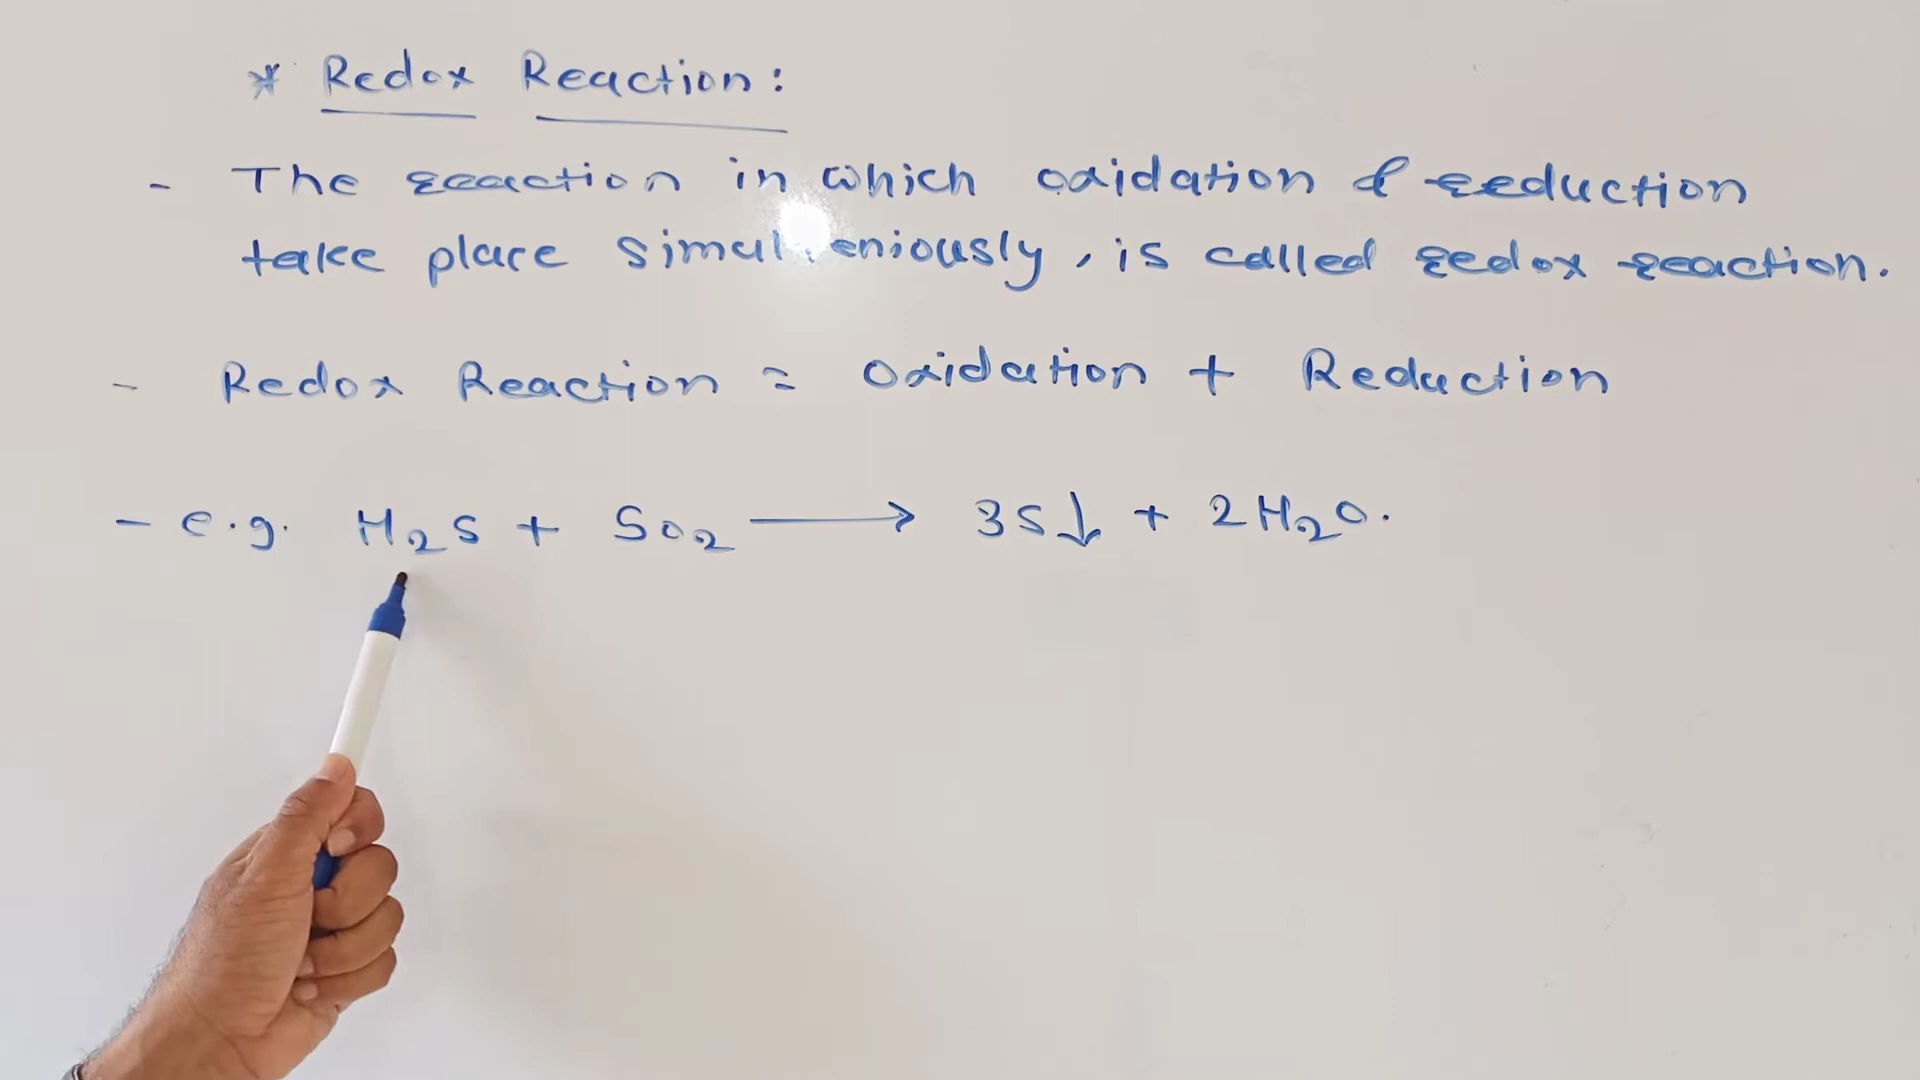 * Redox Reaction:
- The reaction in which oxidation & reduction
take place simulteniously, is called redox reaction.
- Redox Reaction = Oxidation + Reduction
- e.g. H₂S + SO₂ ⟶ 3S↓ + 2H₂O.